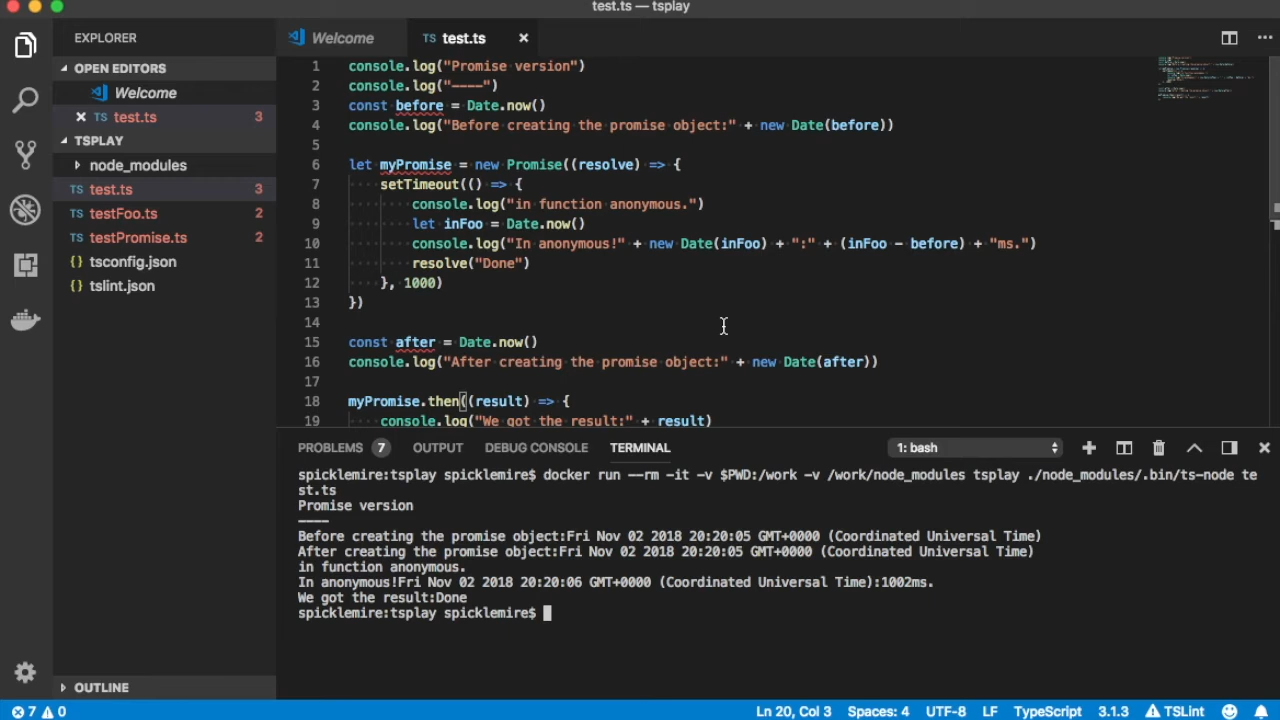 test.ts — tsplay
EXPLORER
OPEN EDITORS
Welcome
test.ts 3
TSPLAY
node_modules
test.ts 3
testFoo.ts 2
testPromise.ts 2
{} tsconfig.json
{} tslint.json
OUTLINE
Welcome
TS test.ts
1 console.log("Promise version")
2 console.log("————")
3 const before = Date.now()
4 console.log("Before creating the promise object:" + new Date(before))
5
6 let myPromise = new Promise((resolve) => {
7 ····setTimeout(() => {
8 ········console.log("in function anonymous.")
9 ········let inFoo = Date.now()
10 ········console.log("In anonymous!" + new Date(inFoo) + ":" + (inFoo - before) + "ms.")
11 ········resolve("Done")
12 ····}, 1000)
13 })
14
15 const after = Date.now()
16 console.log("After creating the promise object:" + new Date(after))
17
18 myPromise.then((result) => {
19 ····console.log("We got the result:" + result)
PROBLEMS 7 OUTPUT DEBUG CONSOLE TERMINAL 1: bash
spicklemire:tsplay spicklemire$ docker run --rm -it -v $PWD:/work -v /work/node_modules tsplay ./node_modules/.bin/ts-node te
st.ts
Promise version
————
Before creating the promise object:Fri Nov 02 2018 20:20:05 GMT+0000 (Coordinated Universal Time)
After creating the promise object:Fri Nov 02 2018 20:20:05 GMT+0000 (Coordinated Universal Time)
in function anonymous.
In anonymous!Fri Nov 02 2018 20:20:06 GMT+0000 (Coordinated Universal Time):1002ms.
We got the result:Done
spicklemire:tsplay spicklemire$
7 0 Ln 20, Col 3 Spaces: 4 UTF-8 LF TypeScript 3.1.3 TSLint